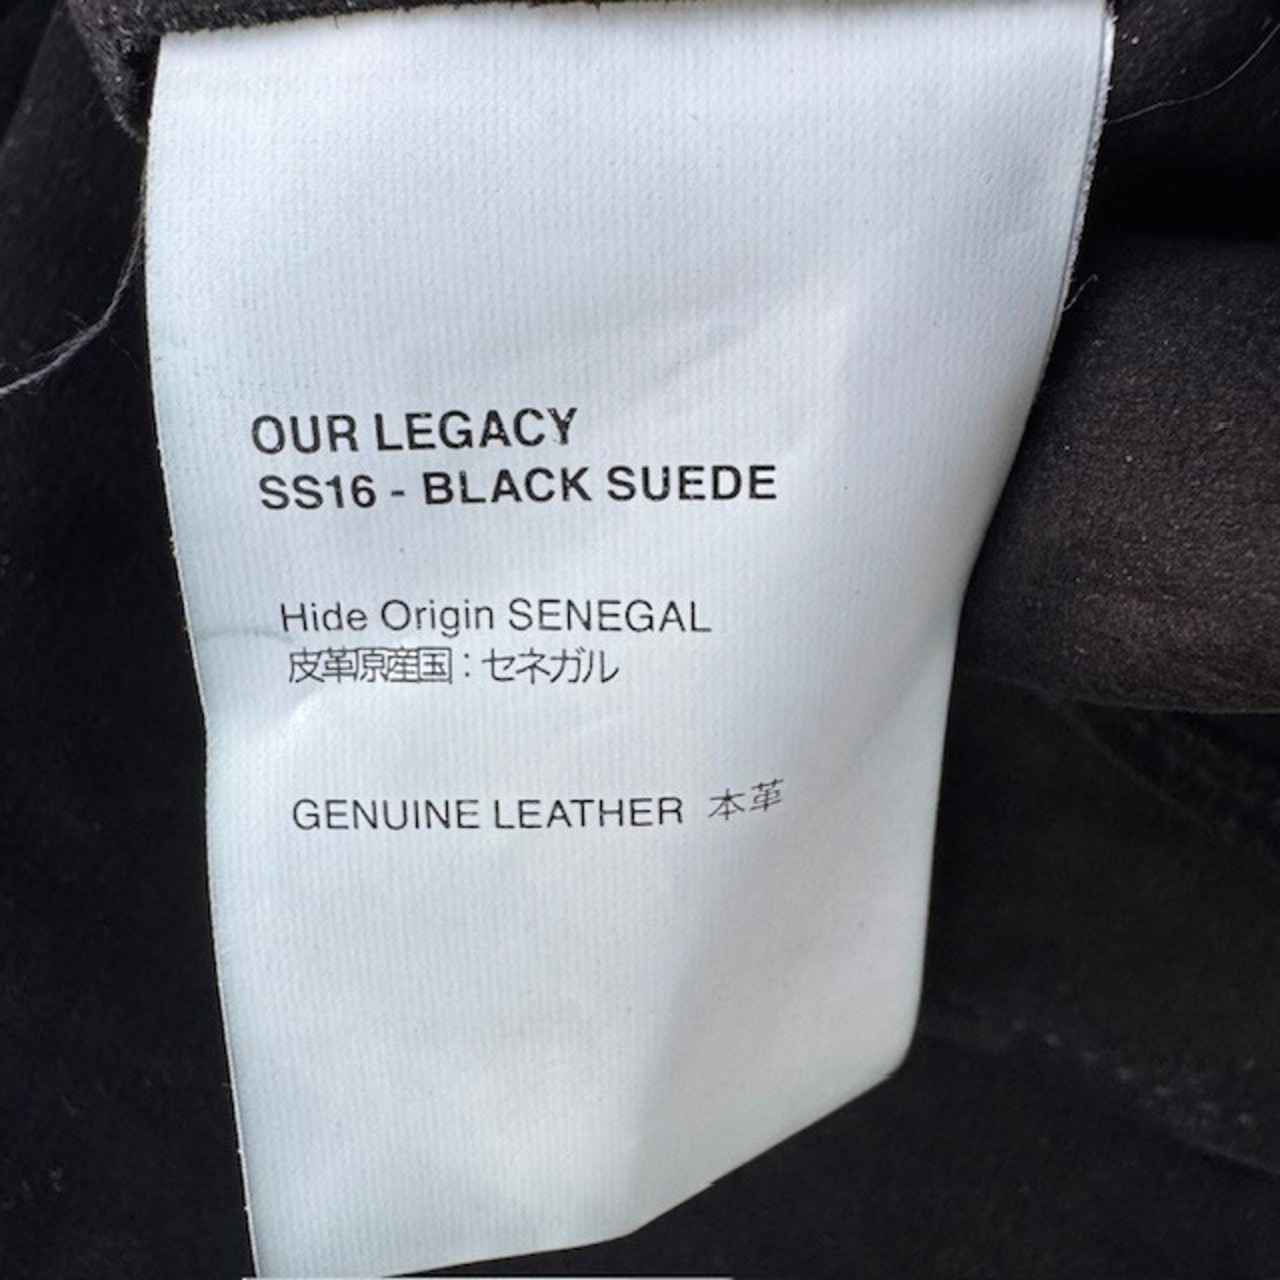 OUR LEGACY
SS16 - BLACK SUEDE
Hide Origin SENEGAL
皮革原産国：セネガル
GENUINE LEATHER 本革